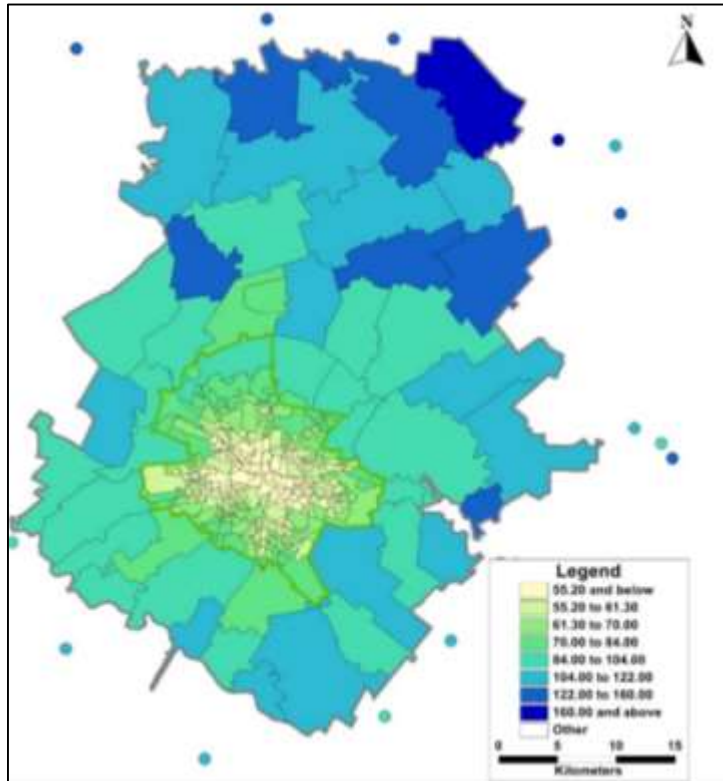 N
Legend
55.20 and below
55.20 to 61.30
61.30 to 70.00
70.00 to 84.00
84.00 to 104.00
104.00 to 122.00
122.00 to 160.00
160.00 and above
Other
0 5 10 15
Kilometers